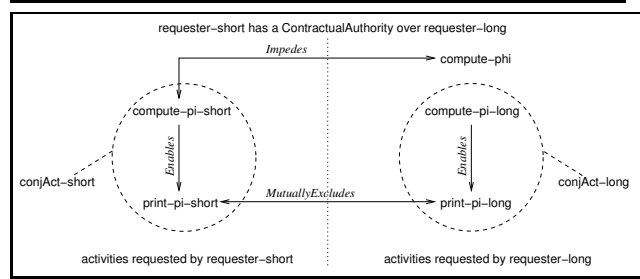 requester-short has a ContractualAuthority over requester-long
Impedes
compute-phi
compute-pi-short
compute-pi-long
Enables
Enables
conjAct-short
conjAct-long
print-pi-short
MutuallyExcludes
print-pi-long
activities requested by requester-short
activities requested by requester-long